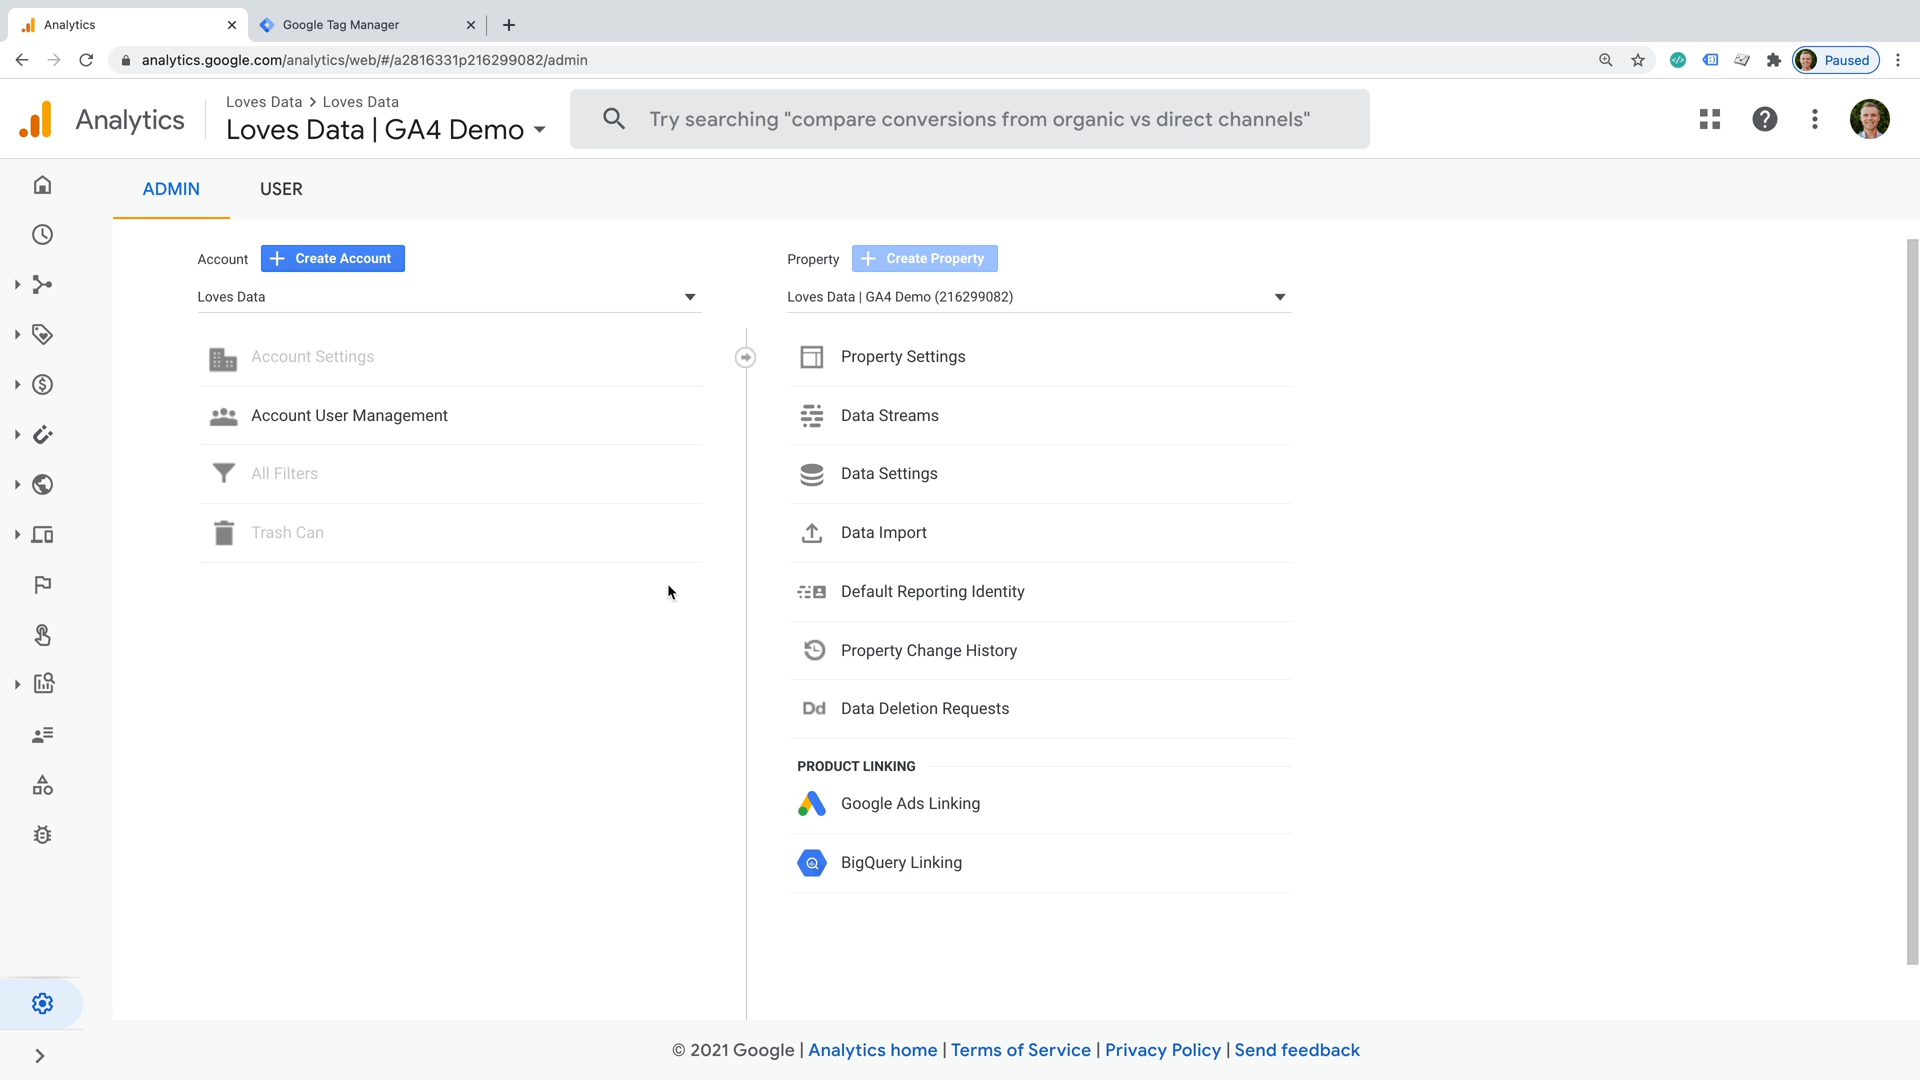 Analytics
Google Tag Manager
analytics.google.com/analytics/web/#/a2816331p216299082/admin
Paused
Analytics
Loves Data > Loves Data
Loves Data | GA4 Demo
Try searching "compare conversions from organic vs direct channels"
ADMIN
USER
Account
+ Create Account
Property
+ Create Property
Loves Data
Loves Data | GA4 Demo (216299082)
Account Settings
Account User Management
All Filters
Trash Can
Property Settings
Data Streams
Data Settings
Data Import
Default Reporting Identity
Property Change History
Dd Data Deletion Requests
PRODUCT LINKING
Google Ads Linking
BigQuery Linking
© 2021 Google | Analytics home | Terms of Service | Privacy Policy | Send feedback